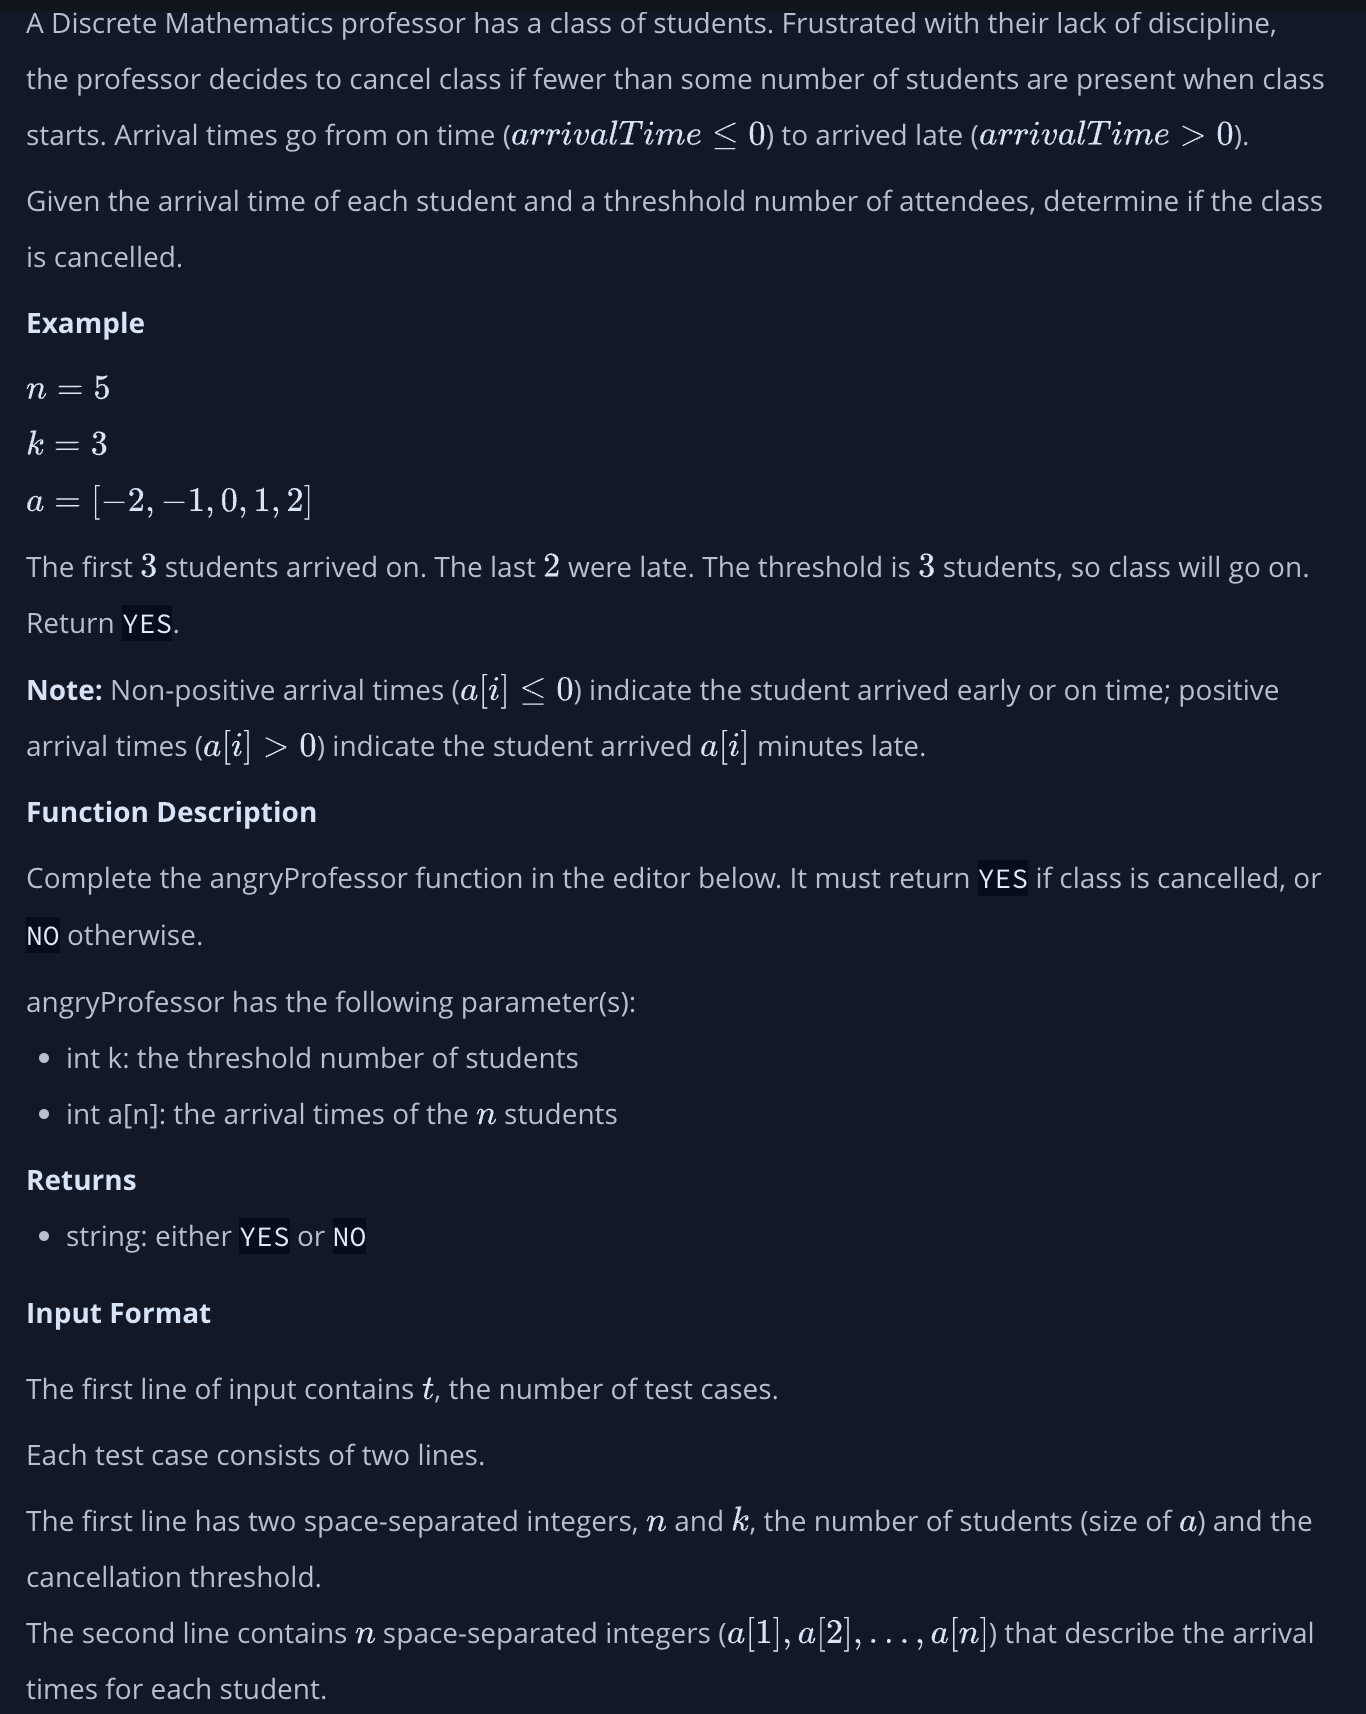 A Discrete Mathematics professor has a class of students. Frustrated with their lack of discipline,
the professor decides to cancel class if fewer than some number of students are present when class
starts. Arrival times go from on time (arrivalTime ≤ 0) to arrived late (arrivalTime > 0).
Given the arrival time of each student and a threshhold number of attendees, determine if the class
is cancelled.
Example
n = 5
k = 3
a = [−2, −1, 0, 1, 2]
The first 3 students arrived on. The last 2 were late. The threshold is 3 students, so class will go on.
Return YES.
Note: Non-positive arrival times (a[i] ≤ 0) indicate the student arrived early or on time; positive
arrival times (a[i] > 0) indicate the student arrived a[i] minutes late.
Function Description
Complete the angryProfessor function in the editor below. It must return YES if class is cancelled, or
NO otherwise.
angryProfessor has the following parameter(s):
• int k: the threshold number of students
• int a[n]: the arrival times of the n students
Returns
• string: either YES or NO
Input Format
The first line of input contains t, the number of test cases.
Each test case consists of two lines.
The first line has two space-separated integers, n and k, the number of students (size of a) and the
cancellation threshold.
The second line contains n space-separated integers (a[1], a[2], . . . , a[n]) that describe the arrival
times for each student.